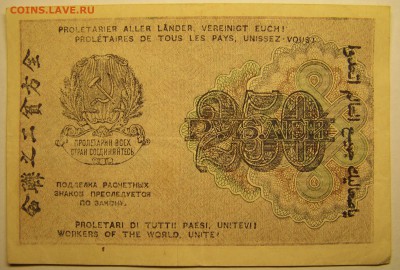 COINS.LAVE.RU
PROLETARIER ALLER LÄNDER, VEREINIGT EUCH!
PROLÉTAIRES DE TOUS LES PAYS, UNISSEZ-VOUS!
250
РУБЛЕЙ
ПРОЛЕТАРИИ ВСЕХ
СТРАН СОЕДИНЯЙТЕСЬ
ПОДДЕЛКА РАСЧЕТНЫХ
ЗНАКОВ ПРЕСЛЕДУЕТСЯ
ПО ЗАКОНУ.
PROLETARI DI TUTTI PAESI, UNITEVI!
WORKERS OF THE WORLD, UNITE!